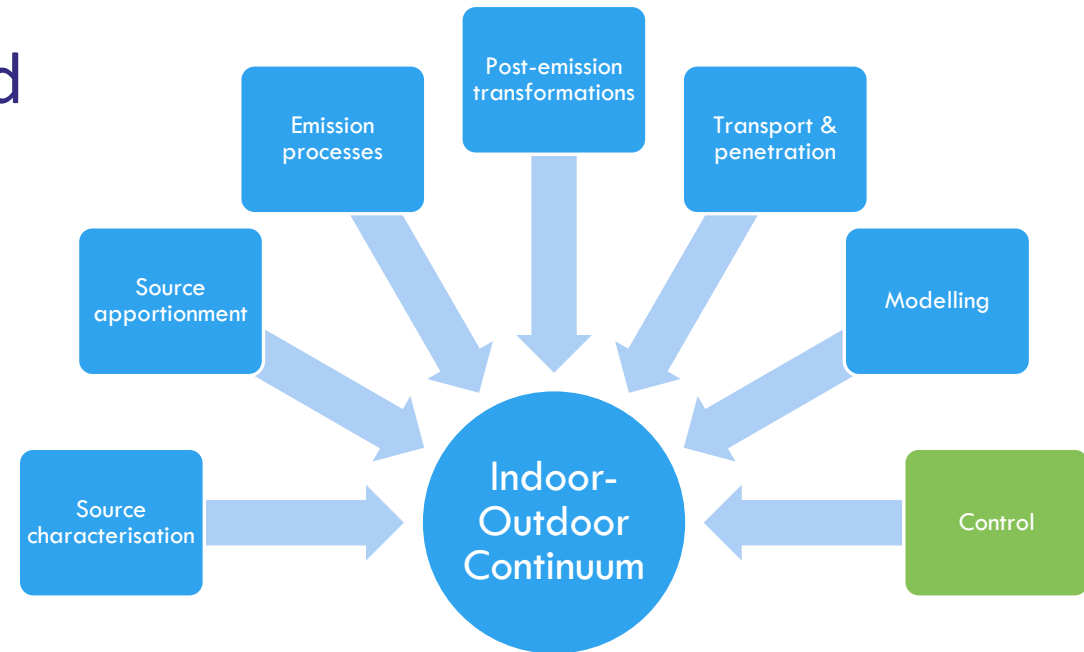 d
Post-emission
transformations
Emission
processes
Transport &
penetration
Source
apportionment
Modelling
Source
characterisation
Indoor-
Outdoor
Continuum
Control